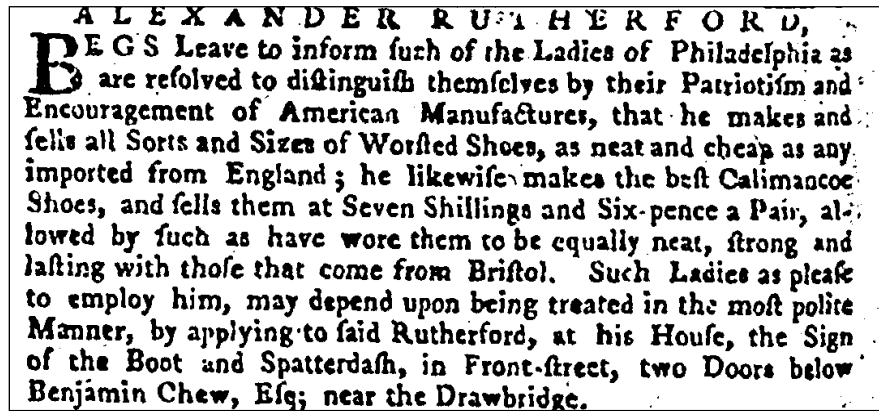 ALEXANDER RUTHERFORD,
BEGS Leave to inform ſuch of the Ladies of Philadelphia as
are reſolved to diſtinguiſh themſelves by their Patriotiſm and
Encouragement of American Manufactures, that he makes and
ſells all Sorts and Sizes of Worſted Shoes, as neat and cheap as any
imported from England; he likewiſe makes the beſt Calimancoe
Shoes, and ſells them at Seven Shillings and Six-pence a Pair, al-
lowed by ſuch as have wore them to be equally neat, ſtrong and
laſting with thoſe that come from Briſtol. Such Ladies as pleaſe
to employ him, may depend upon being treated in the moſt polite
Manner, by applying to ſaid Rutherford, at his Houſe, the Sign
of the Boot and Spatterdaſh, in Front-ſtreet, two Doors below
Benjamin Chew, Eſq; near the Drawbridge.